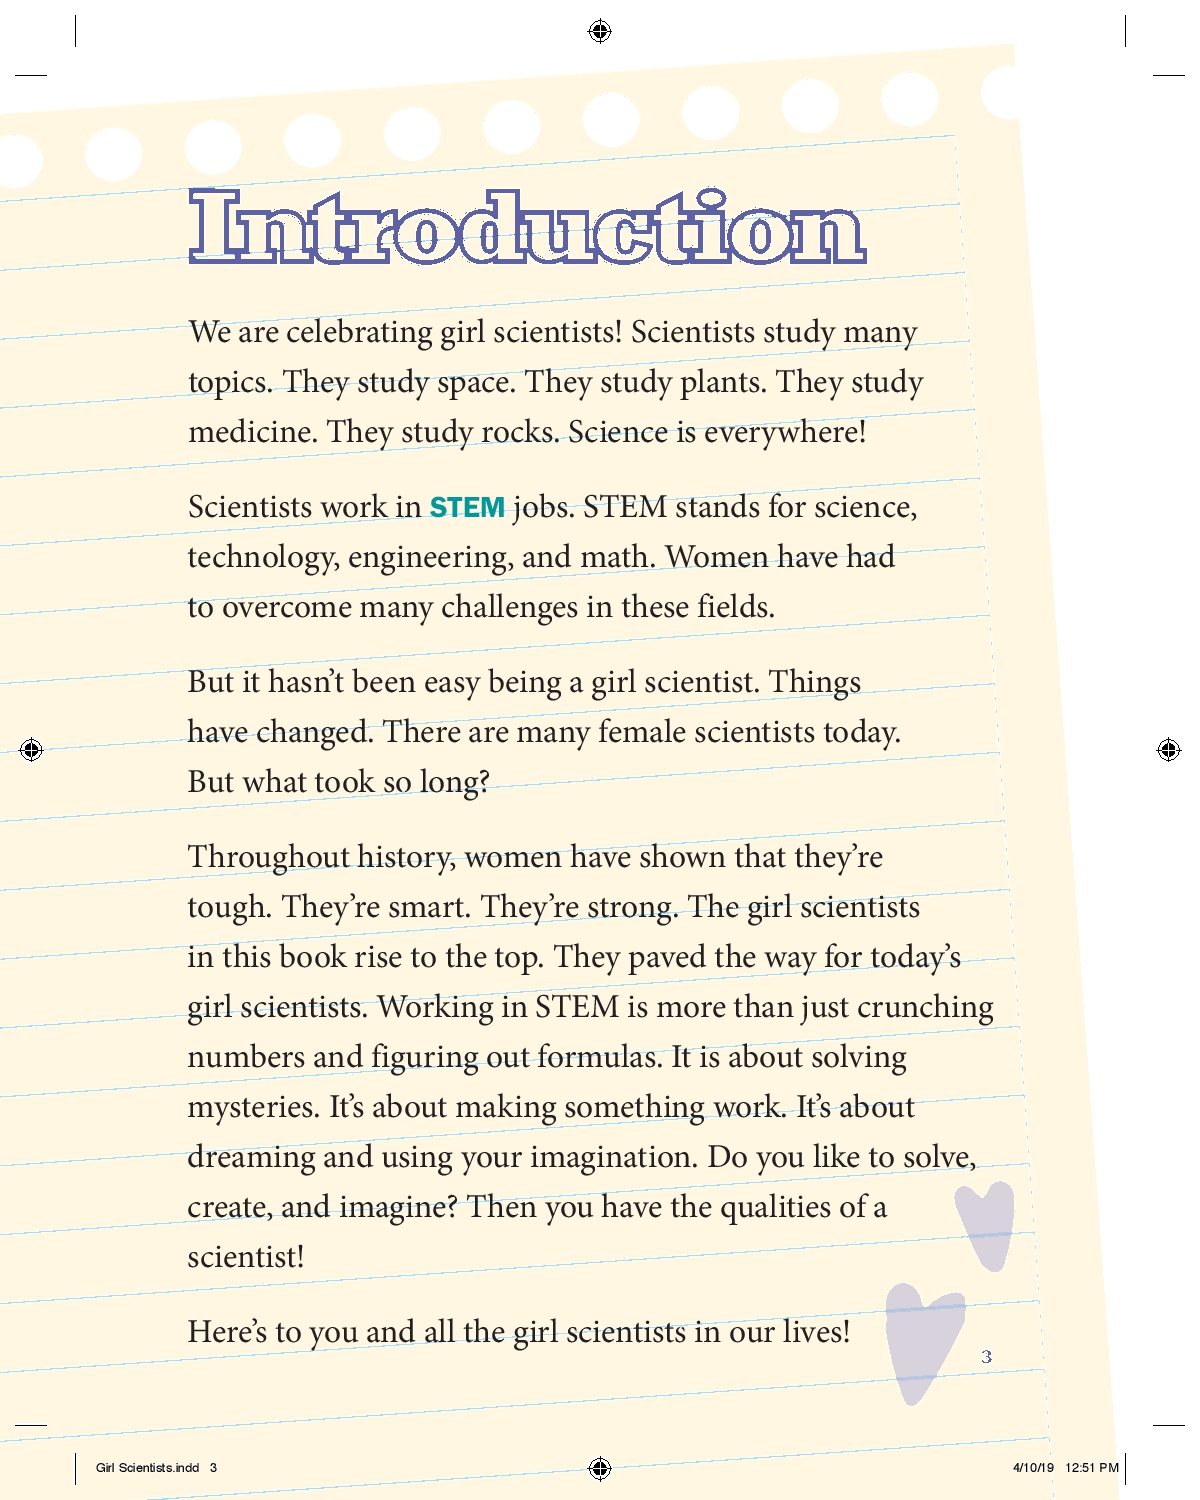 Introduction
We are celebrating girl scientists! Scientists study many
topics. They study space. They study plants. They study
medicine. They study rocks. Science is everywhere!
Scientists work in STEM jobs. STEM stands for science,
technology, engineering, and math. Women have had
to overcome many challenges in these fields.
But it hasn’t been easy being a girl scientist. Things
have changed. There are many female scientists today.
But what took so long?
Throughout history, women have shown that they’re
tough. They’re smart. They’re strong. The girl scientists
in this book rise to the top. They paved the way for today’s
girl scientists. Working in STEM is more than just crunching
numbers and figuring out formulas. It is about solving
mysteries. It’s about making something work. It’s about
dreaming and using your imagination. Do you like to solve,
create, and imagine? Then you have the qualities of a
scientist!
Here’s to you and all the girl scientists in our lives!
3
Girl Scientists.indd 3
4/10/19 12:51 PM